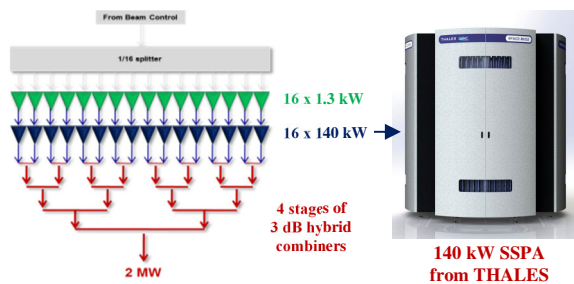 From Beam Control
1/16 splitter
16 x 1.3 kW
16 x 140 kW
4 stages of
3 dB hybrid
combiners
2 MW
THALES
140 kW SSPA
from THALES